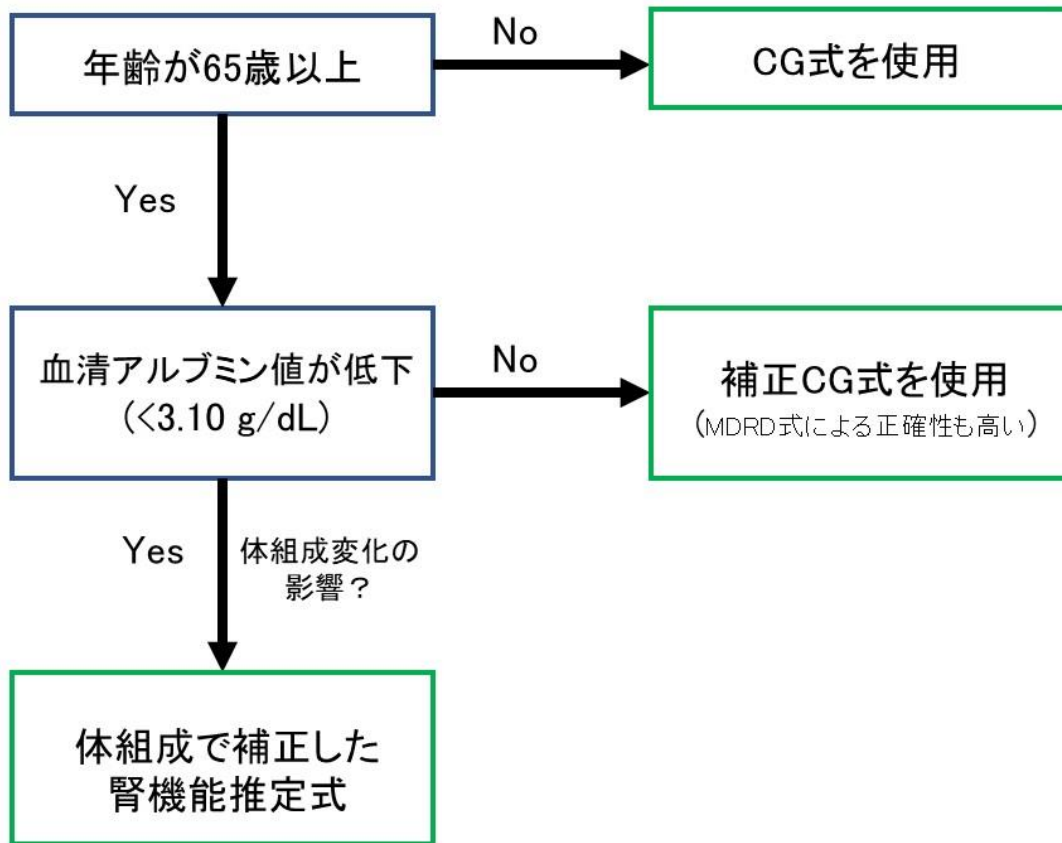 年齢が65歳以上
No
CG式を使用
Yes
血清アルブミン値が低下
(<3.10 g/dL)
No
補正CG式を使用
(MDRD式による正確性も高い)
Yes
体組成変化の
影響？
体組成で補正した
腎機能推定式